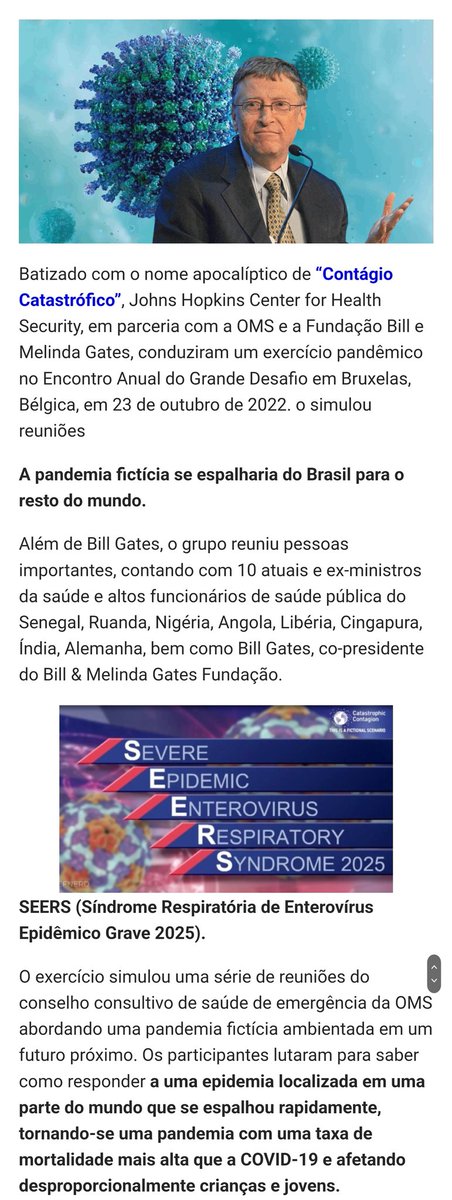 Batizado com o nome apocalíptico de “Contágio
Catastrófico”, Johns Hopkins Center for Health
Security, em parceria com a OMS e a Fundação Bill e
Melinda Gates, conduziram um exercício pandêmico
no Encontro Anual do Grande Desafio em Bruxelas,
Bélgica, em 23 de outubro de 2022. o simulou
reuniões
A pandemia fictícia se espalharia do Brasil para o
resto do mundo.
Além de Bill Gates, o grupo reuniu pessoas
importantes, contando com 10 atuais e ex-ministros
da saúde e altos funcionários de saúde pública do
Senegal, Ruanda, Nigéria, Angola, Libéria, Cingapura,
Índia, Alemanha, bem como Bill Gates, co-presidente
do Bill & Melinda Gates Fundação.
Catastrophic
Contagion
THIS IS A FICTIONAL SCENARIO
SEVERE
EPIDEMIC
ENTEROVIRUS
RESPIRATORY
SYNDROME 2025
SEERS (Síndrome Respiratória de Enterovírus
Epidêmico Grave 2025).
O exercício simulou uma série de reuniões do
conselho consultivo de saúde de emergência da OMS
abordando uma pandemia fictícia ambientada em um
futuro próximo. Os participantes lutaram para saber
como responder a uma epidemia localizada em uma
parte do mundo que se espalhou rapidamente,
tornando-se uma pandemia com uma taxa de
mortalidade mais alta que a COVID-19 e afetando
desproporcionalmente crianças e jovens.